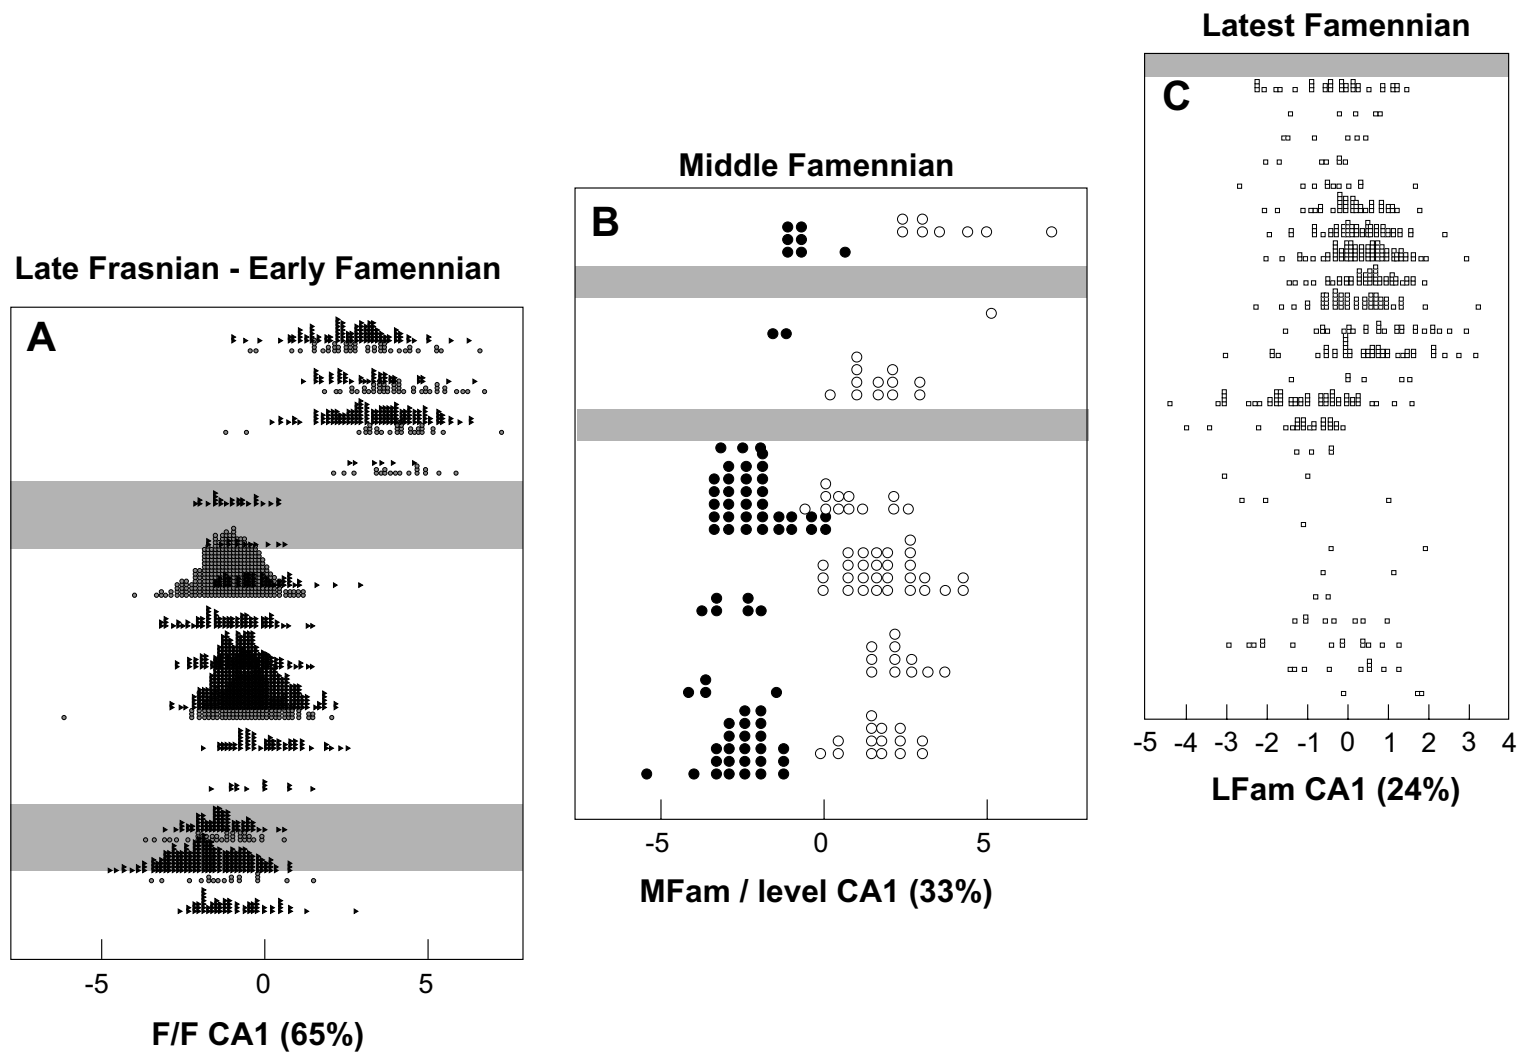 Late Frasnian - Early Famennian
A
-5 0 5
F/F CA1 (65%)
Middle Famennian
B
-5 0 5
MFam / level CA1 (33%)
Latest Famennian
C
-5 -4 -3 -2 -1 0 1 2 3 4
LFam CA1 (24%)